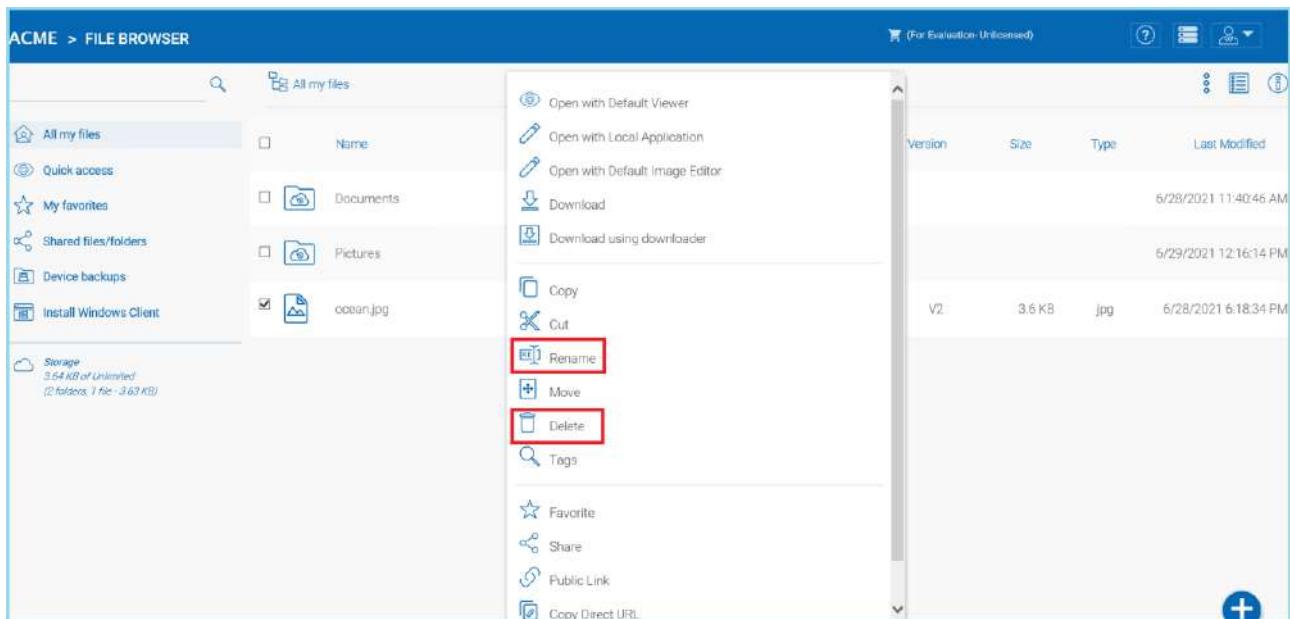 ACME > FILE BROWSER
(For Evaluation- Unlicensed)
All my files
All my files
Quick access
My favorites
Shared files/folders
Device backups
Install Windows Client
Storage
3.64 KB of Unlimited
(2 folders, 1 file - 3.63 KB)
Name
Version
Size
Type
Last Modified
Documents
6/28/2021 11:40:46 AM
Pictures
6/29/2021 12:16:14 PM
ocean.jpg
V2
3.6 KB
jpg
6/28/2021 6:18:34 PM
Open with Default Viewer
Open with Local Application
Open with Default Image Editor
Download
Download using downloader
Copy
Cut
Rename
Move
Delete
Tags
Favorite
Share
Public Link
Copy Direct URL